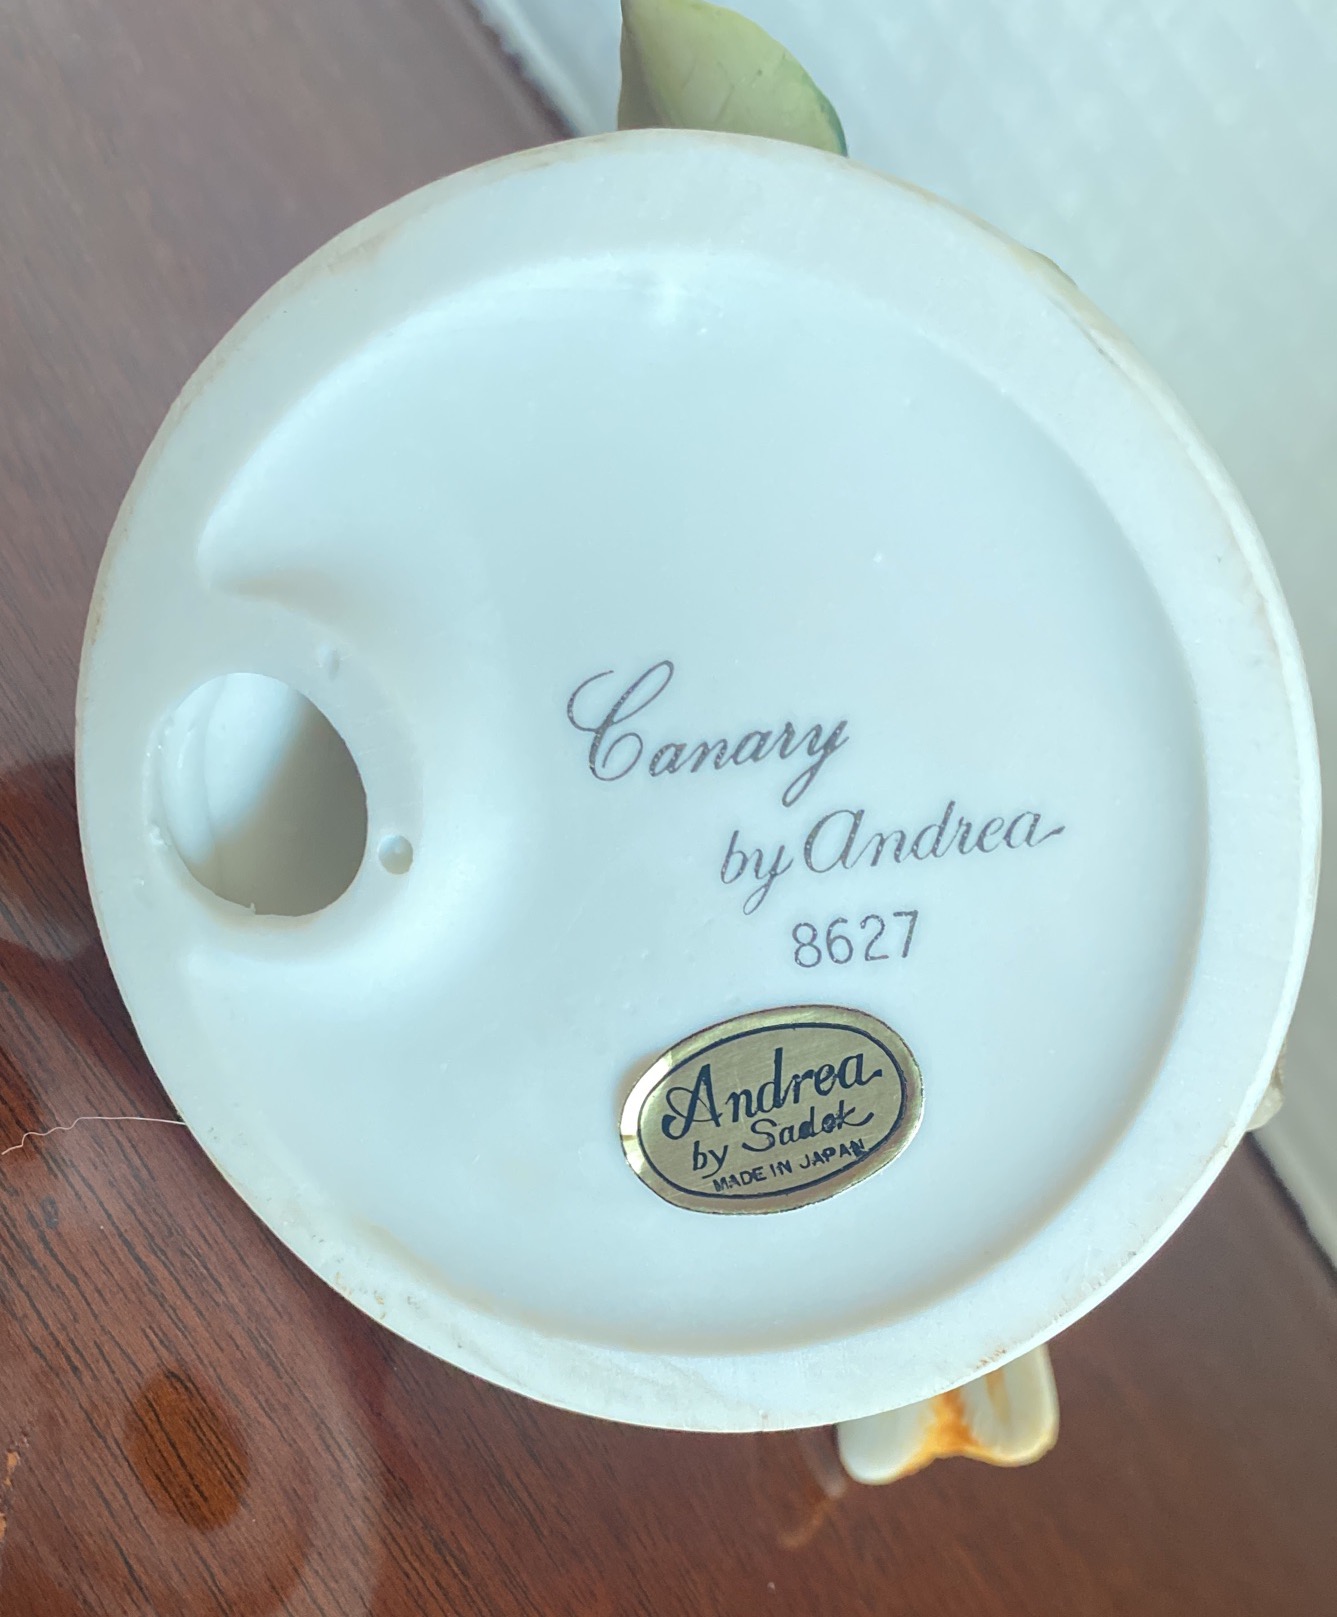 Canary
by Andrea
8627
Andrea
by Sadek
MADE IN JAPAN